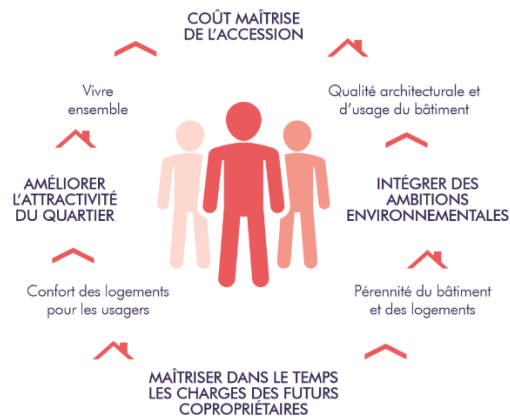 COÛT MAÎTRISE
DE L'ACCESSION
Vivre
ensemble
Qualité architecturale et
d'usage du bâtiment
AMÉLIORER
L'ATTRACTIVITÉ
DU QUARTIER
INTÉGRER DES
AMBITIONS
ENVIRONNEMENTALES
Confort des logements
pour les usagers
Pérennité du bâtiment
et des logements
MAÎTRISER DANS LE TEMPS
LES CHARGES DES FUTURS
COPROPRIÉTAIRES